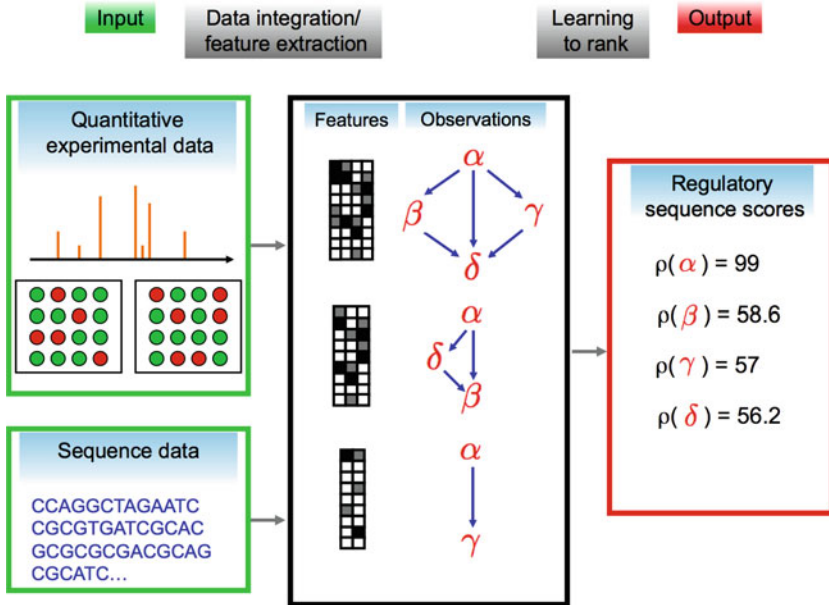 Input
Data integration/
feature extraction
Learning
to rank
Output
Quantitative
experimental data
Features
Observations
α
β
γ
δ
α
δ
β
α
γ
Sequence data
CCAGGCTAGAATC
CGCGTGATCGCAC
GCGCGCGACGCAG
CGCATC...
Regulatory
sequence scores
ρ(α) = 99
ρ(β) = 58.6
ρ(γ) = 57
ρ(δ) = 56.2